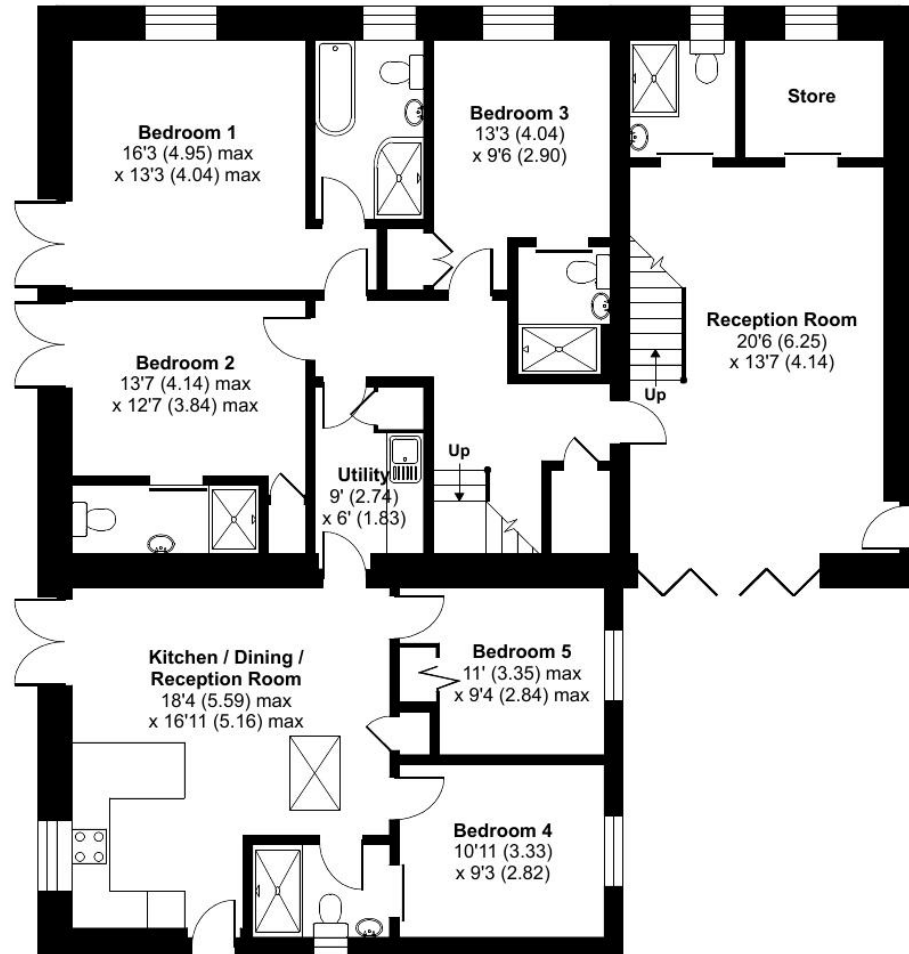 Bedroom 1
16'3 (4.95) max
x 13'3 (4.04) max
Bedroom 3
13'3 (4.04)
x 9'6 (2.90)
Store
Bedroom 2
13'7 (4.14) max
x 12'7 (3.84) max
Reception Room
20'6 (6.25)
x 13'7 (4.14)
Up
Utility
9' (2.74)
x 6' (1.83)
Up
Kitchen / Dining /
Reception Room
18'4 (5.59) max
x 16'11 (5.16) max
Bedroom 5
11' (3.35) max
x 9'4 (2.84) max
Bedroom 4
10'11 (3.33)
x 9'3 (2.82)